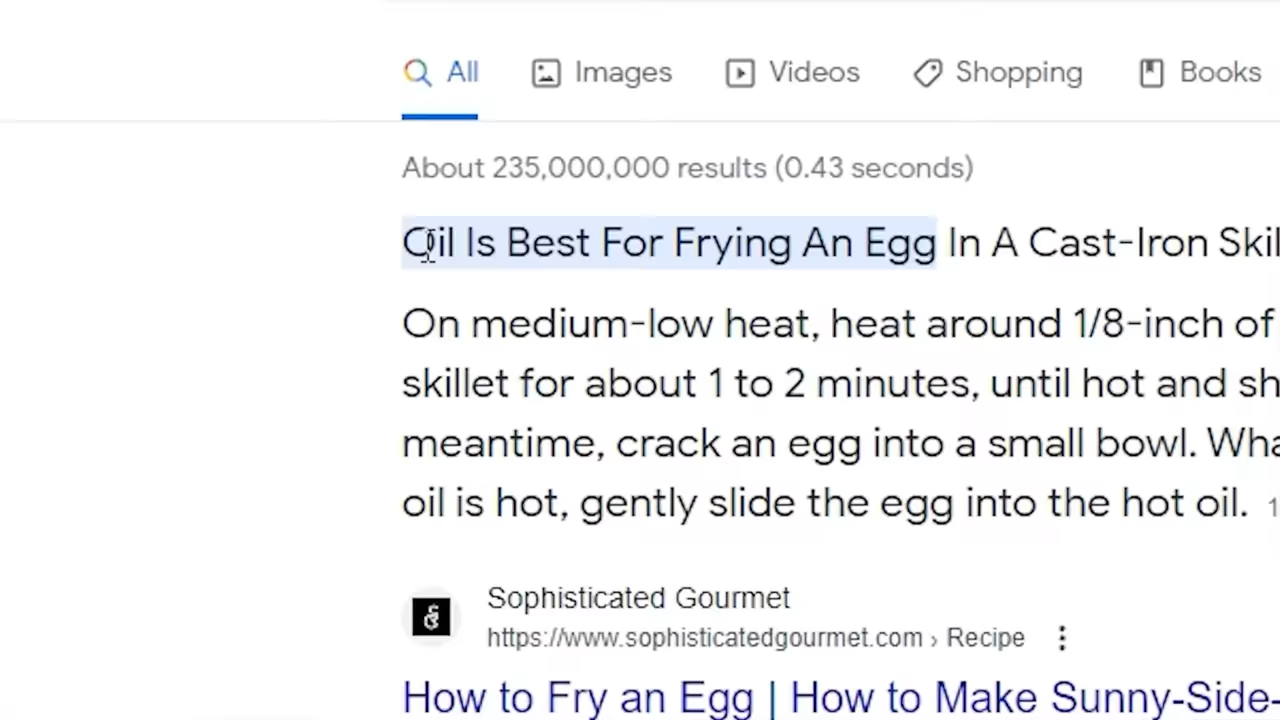 All Images Videos Shopping Books
About 235,000,000 results (0.43 seconds)
Oil Is Best For Frying An Egg In A Cast-Iron
On medium-low heat, heat around 1/8-inch of
skillet for about 1 to 2 minutes, until hot and
meantime, crack an egg into a small bowl.
oil is hot, gently slide the egg into the hot oil.
Sophisticated Gourmet
https://www.sophisticatedgourmet.com › Recipe
How to Fry an Egg | How to Make Sunny-Side-